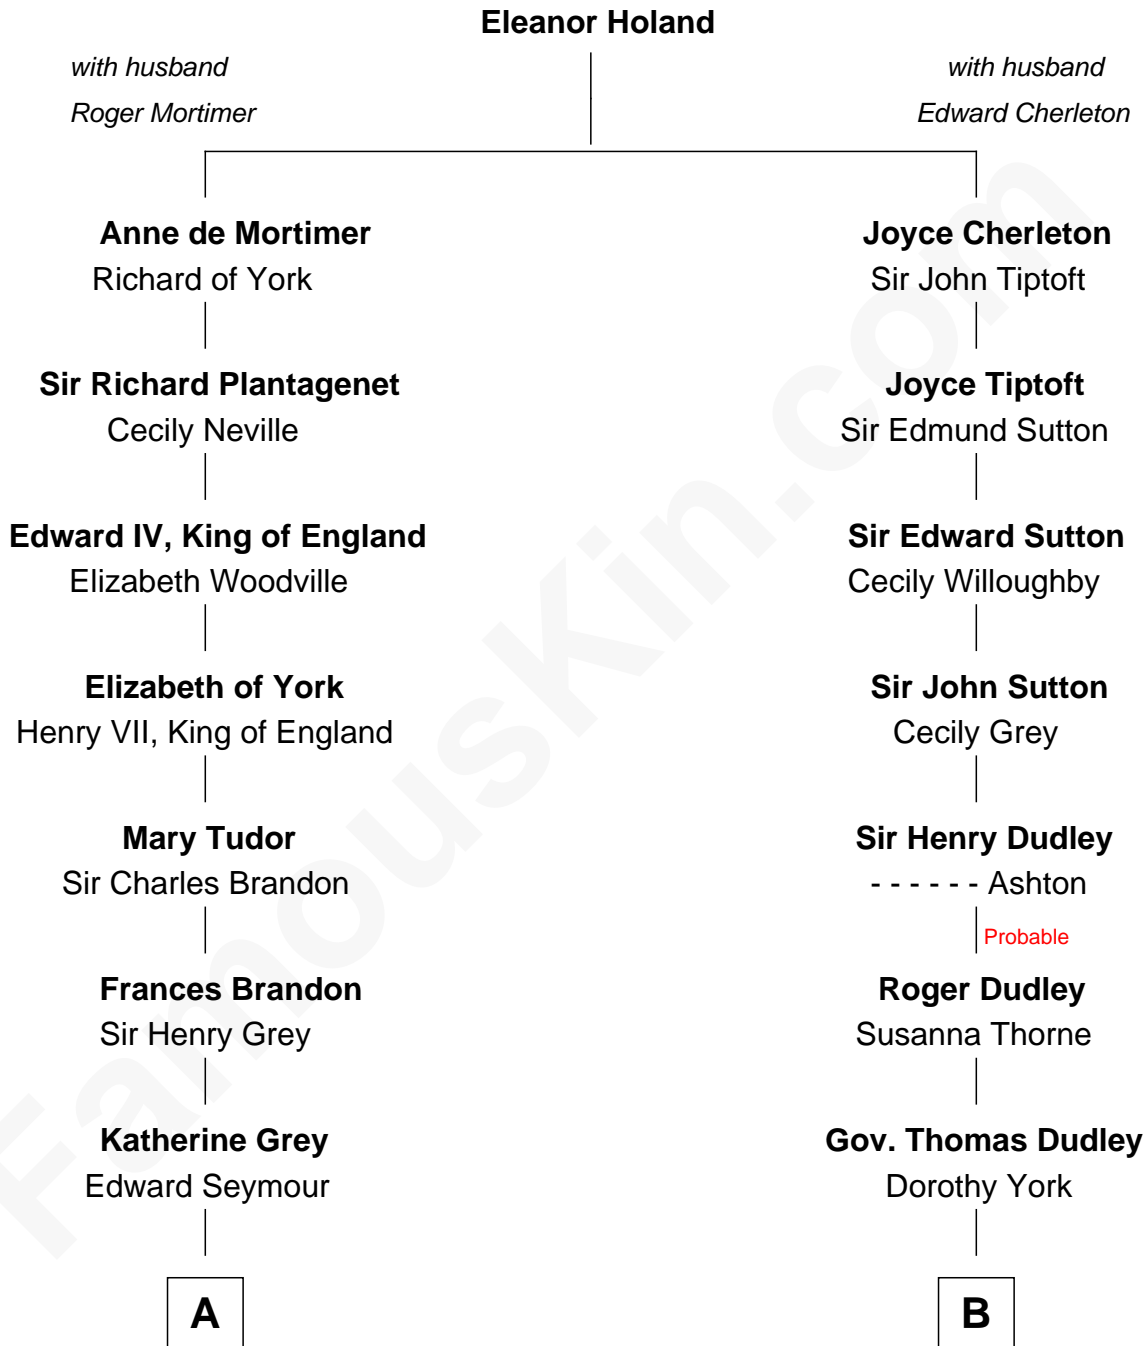 Eleanor Holand
with husband
Roger Mortimer
with husband
Edward Cherleton
Anne de Mortimer
Richard of York
Joyce Cherleton
Sir John Tiptoft
Sir Richard Plantagenet
Cecily Neville
Joyce Tiptoft
Sir Edmund Sutton
Edward IV, King of England
Elizabeth Woodville
Sir Edward Sutton
Cecily Willoughby
Elizabeth of York
Henry VII, King of England
Sir John Sutton
Cecily Grey
Mary Tudor
Sir Charles Brandon
Sir Henry Dudley
- - - - - - Ashton
Probable
Frances Brandon
Sir Henry Grey
Roger Dudley
Susanna Thorne
Katherine Grey
Edward Seymour
Gov. Thomas Dudley
Dorothy York
A
B
FamousKin.com